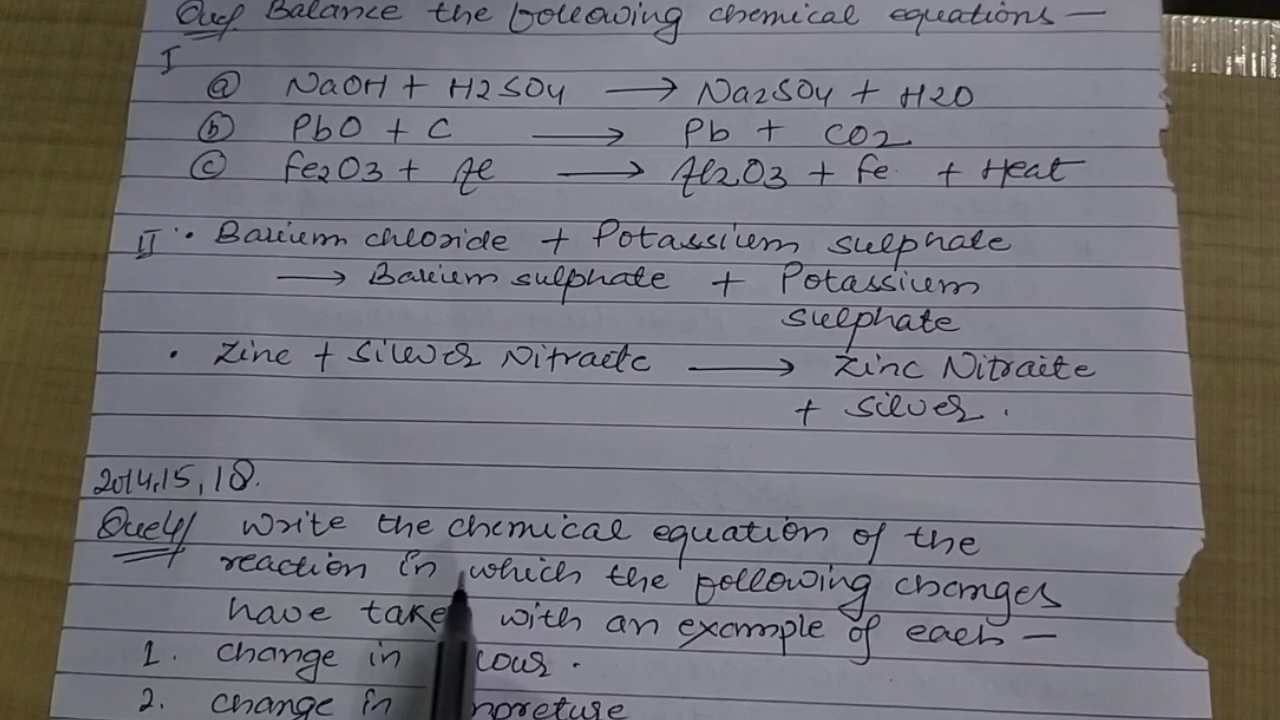 Ques Balance the following chemical equations —
I
(a) NaOH + H2SO4 → Na2SO4 + H2O
(b) PbO + C → Pb + CO2
(c) Fe2O3 + Al → Al2O3 + Fe + Heat
II • Barium chloride + Potassium sulphate
→ Barium sulphate + Potassium
sulphate
• Zinc + Silver Nitrate → Zinc Nitrate
+ Silver.
2014,15,18.
Que4/ Write the chemical equation of the
reaction in which the following changes
have take with an example of each —
1. change in
2. change in